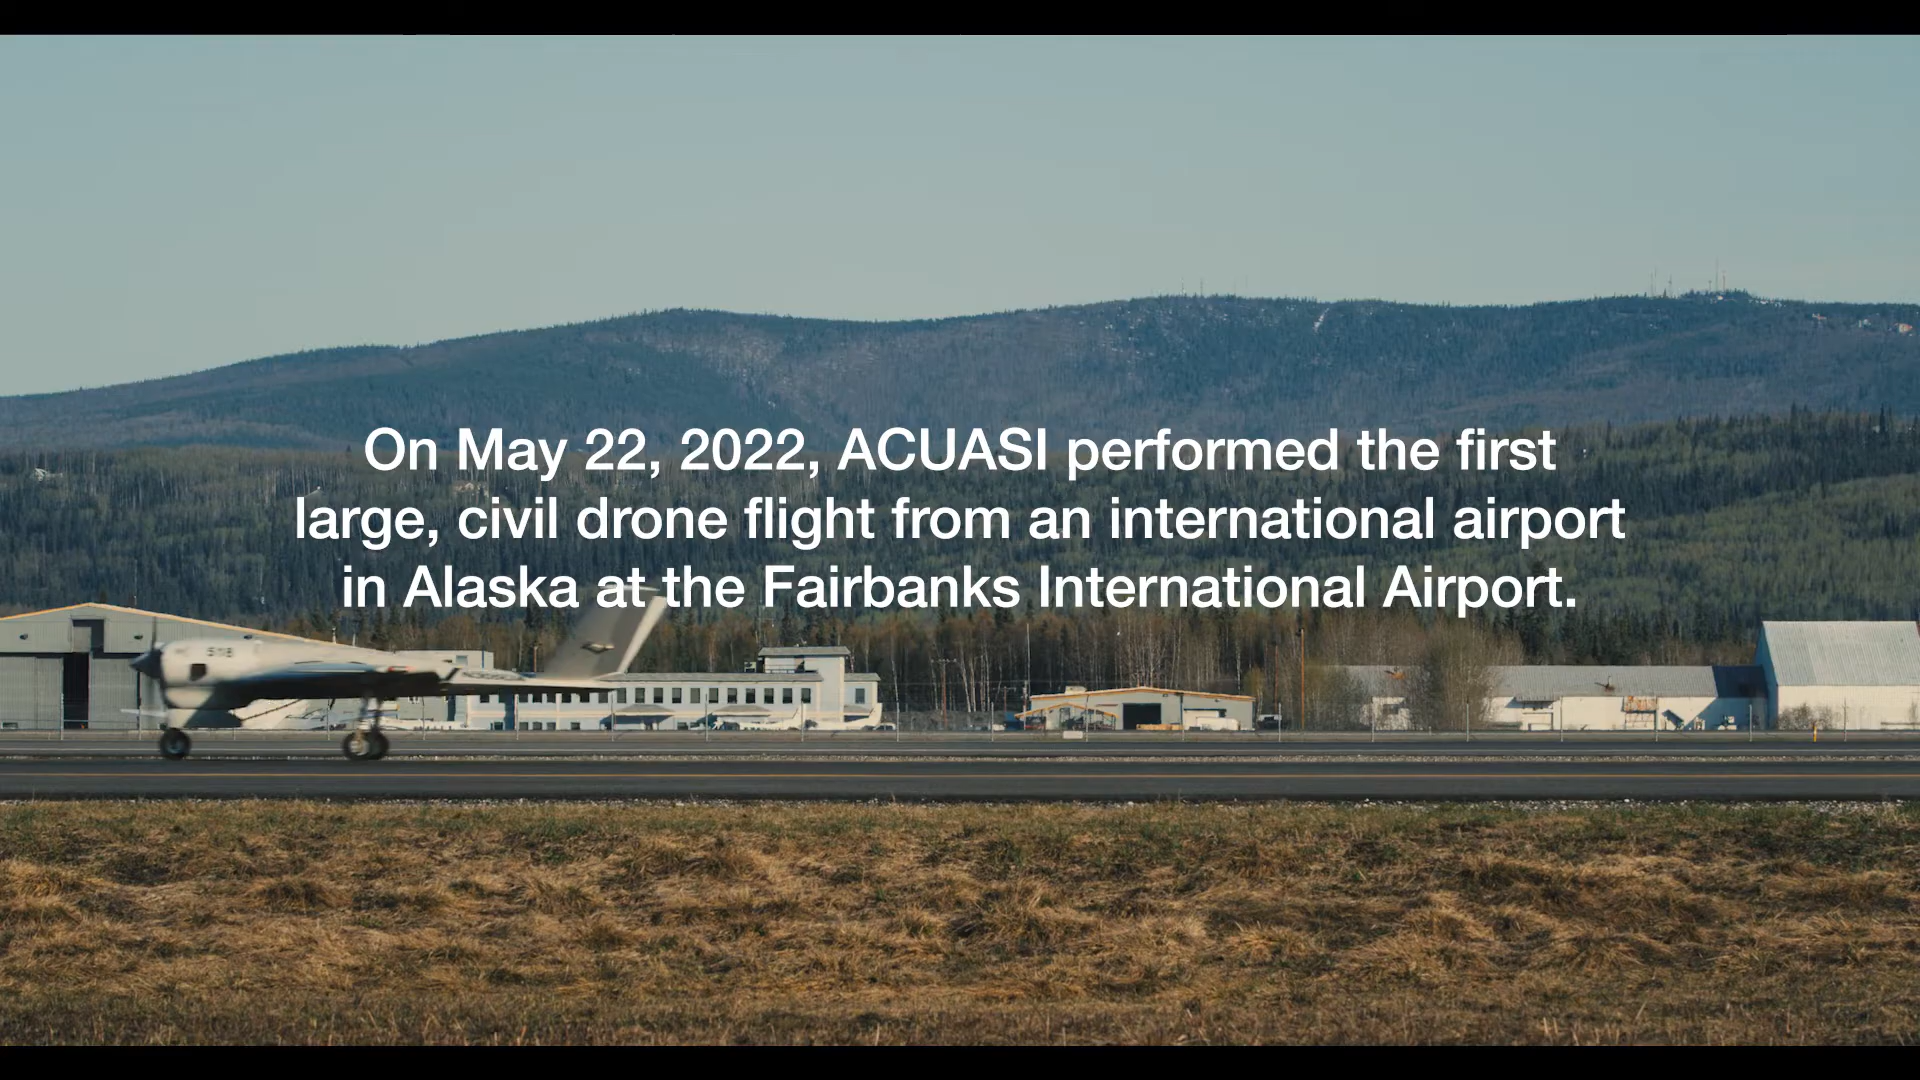 On May 22, 2022, ACUASI performed the first
large, civil drone flight from an international airport
in Alaska at the Fairbanks International Airport.
518